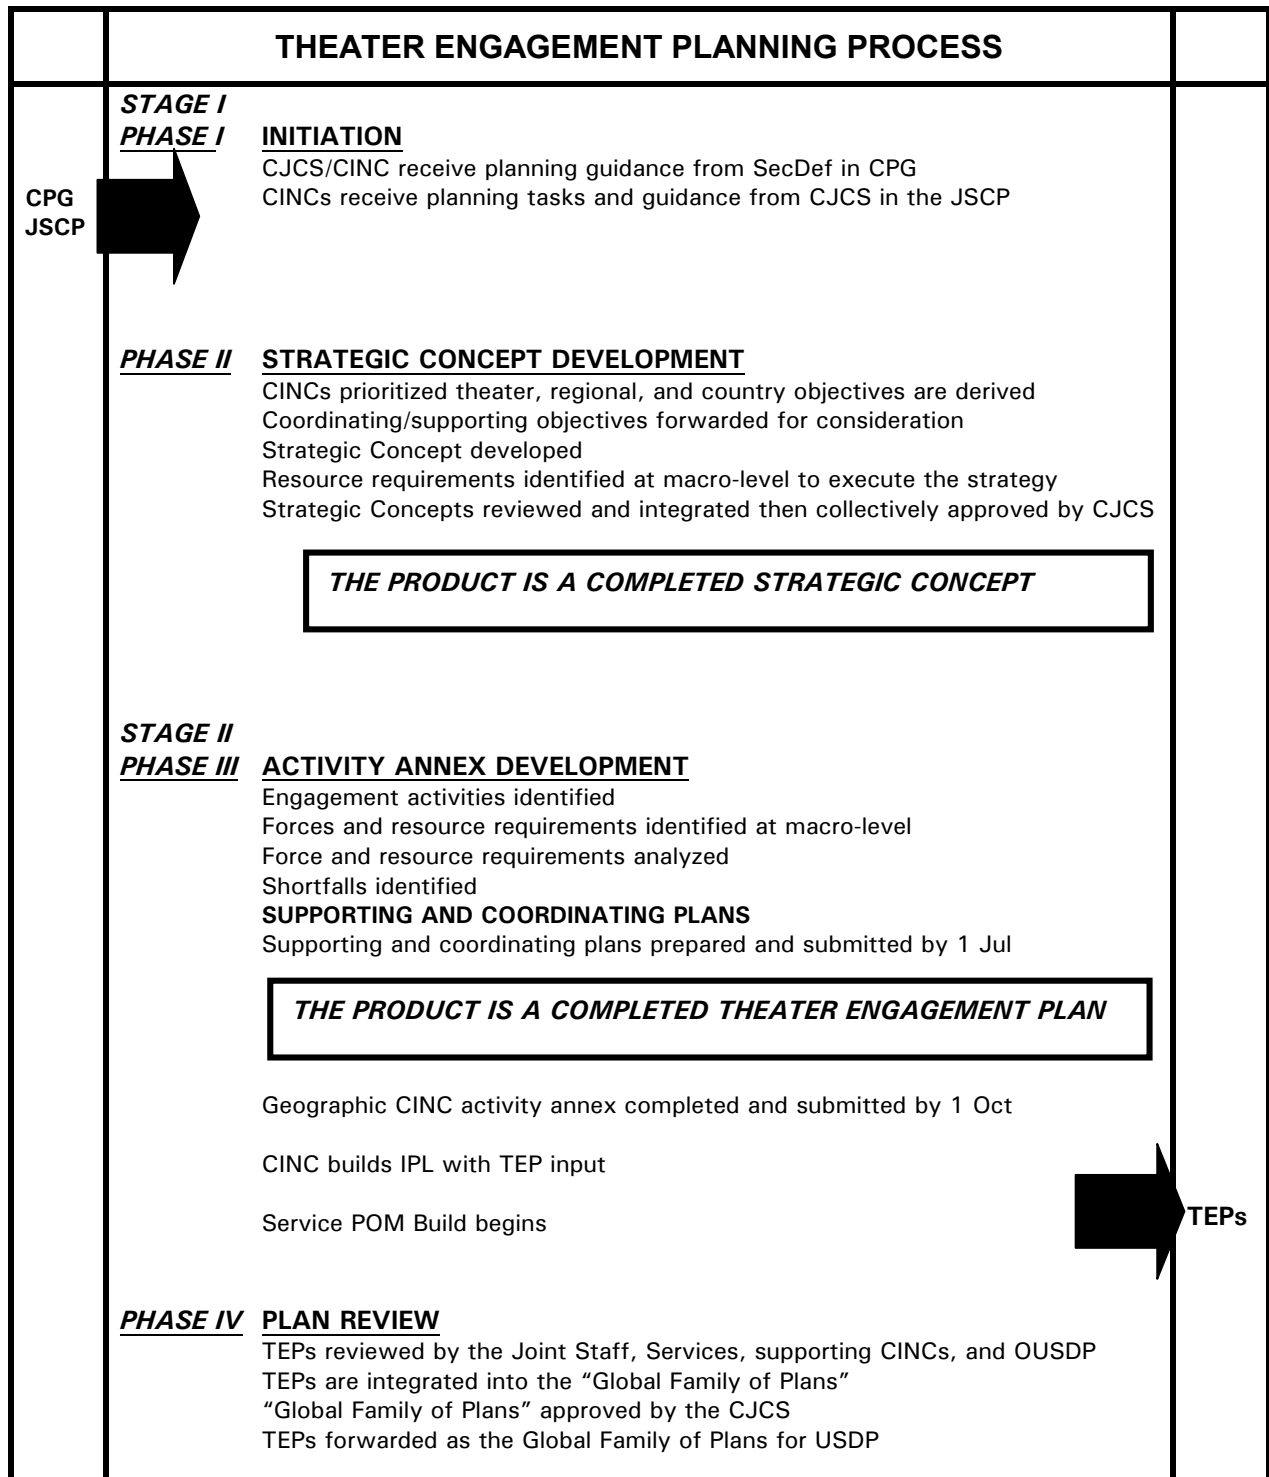 THEATER ENGAGEMENT PLANNING PROCESS
STAGE I
PHASE I INITIATION
CJCS/CINC receive planning guidance from SecDef in CPG
CINCs receive planning tasks and guidance from CJCS in the JSCP
CPG
JSCP
PHASE II STRATEGIC CONCEPT DEVELOPMENT
CINCs prioritized theater, regional, and country objectives are derived
Coordinating/supporting objectives forwarded for consideration
Strategic Concept developed
Resource requirements identified at macro-level to execute the strategy
Strategic Concepts reviewed and integrated then collectively approved by CJCS
THE PRODUCT IS A COMPLETED STRATEGIC CONCEPT
STAGE II
PHASE III ACTIVITY ANNEX DEVELOPMENT
Engagement activities identified
Forces and resource requirements identified at macro-level
Force and resource requirements analyzed
Shortfalls identified
SUPPORTING AND COORDINATING PLANS
Supporting and coordinating plans prepared and submitted by 1 Jul
THE PRODUCT IS A COMPLETED THEATER ENGAGEMENT PLAN
Geographic CINC activity annex completed and submitted by 1 Oct
CINC builds IPL with TEP input
Service POM Build begins
TEPs
PHASE IV PLAN REVIEW
TEPs reviewed by the Joint Staff, Services, supporting CINCs, and OUSDP
TEPs are integrated into the “Global Family of Plans”
“Global Family of Plans” approved by the CJCS
TEPs forwarded as the Global Family of Plans for USDP